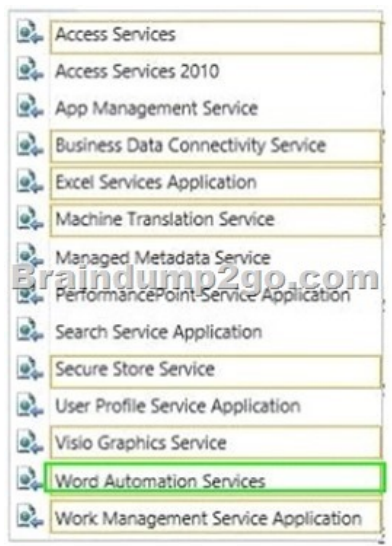 Access Services
Access Services 2010
App Management Service
Business Data Connectivity Service
Excel Services Application
Machine Translation Service
Managed Metadata Service
Braindump2go.com
PerformancePoint Service Application
Search Service Application
Secure Store Service
User Profile Service Application
Visio Graphics Service
Word Automation Services
Work Management Service Application